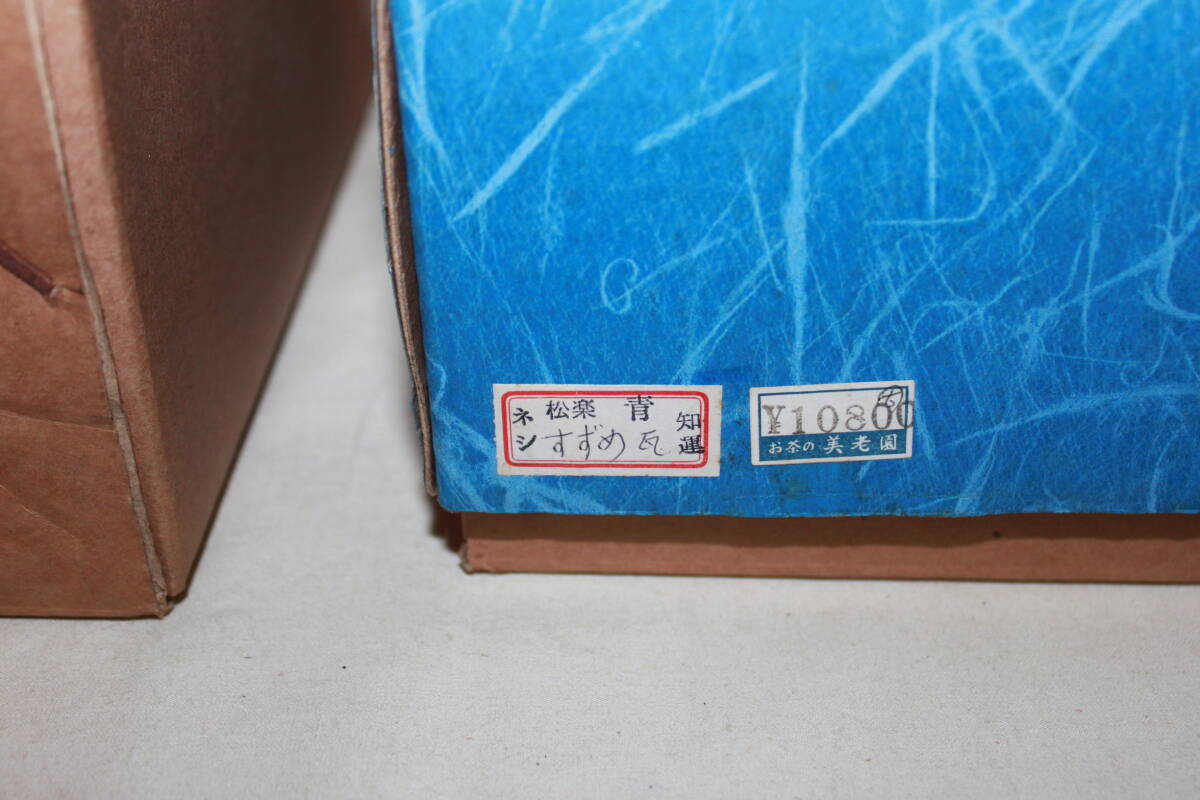 ネシ
松楽 青
すずめ瓦
知運
¥10800
お茶の 美老園